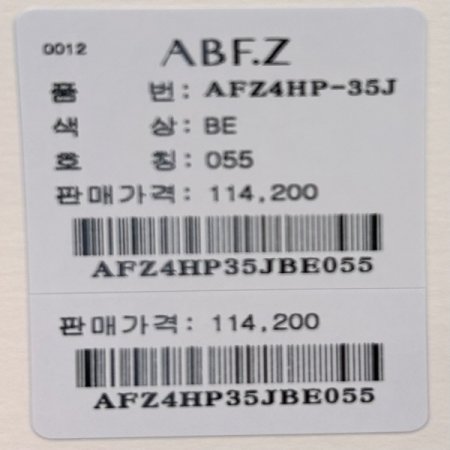 0012 ABF.Z
품 번: AFZ4HP-35J
색 상: BE
호 칭: 055
판매가격: 114,200
AFZ4HP35JBE055
판매가격: 114,200
AFZ4HP35JBE055